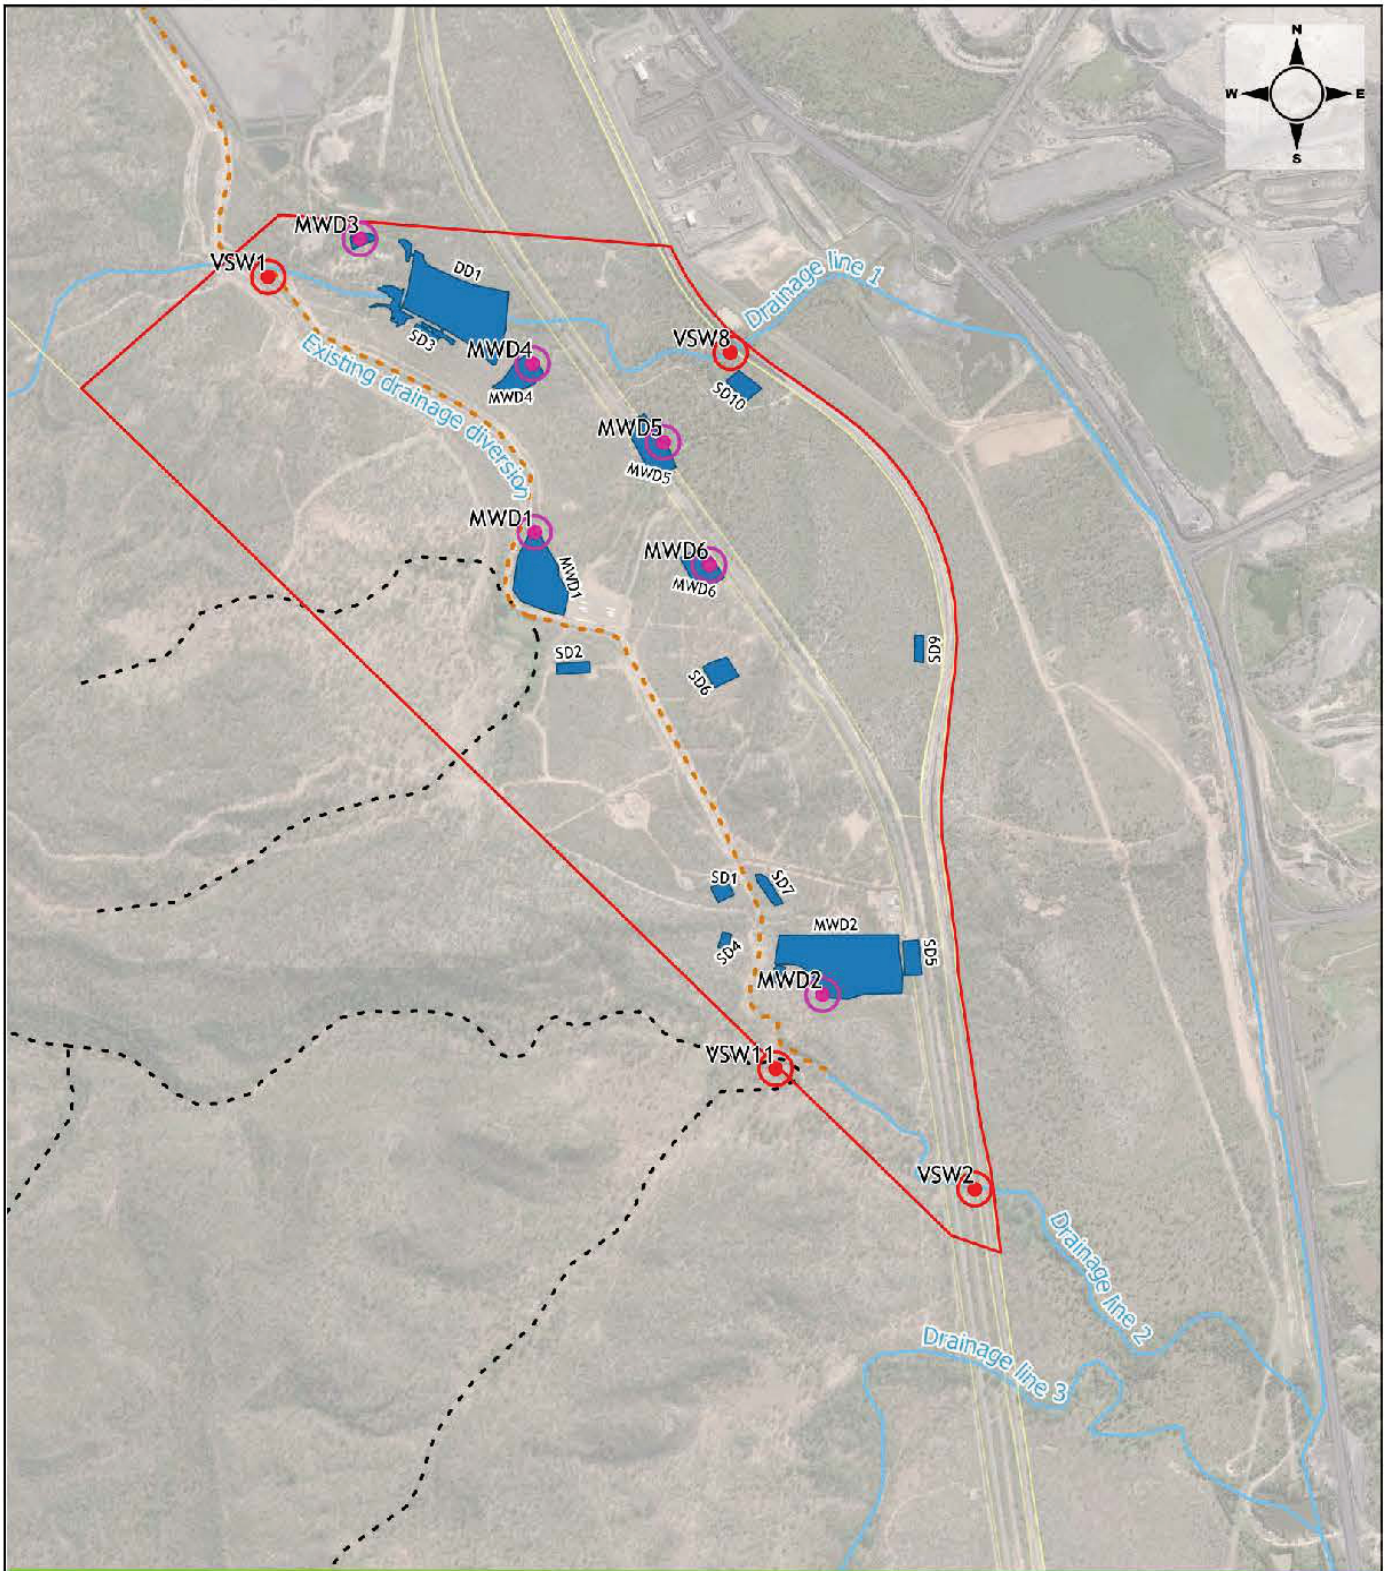 N
W E
S
MWD3
VSW1
DD1
Drainage line 1
SD3
VSW8
MWD4
MWD4
SD10
Existing drainage diversion
MWD5
MWD5
MWD1
MWD1
MWD6
MWD6
SD9
SD2
SD6
SD1
SD7
MWD2
SD4
SD5
MWD2
VSW11
VSW2
Drainage line 2
Drainage line 3